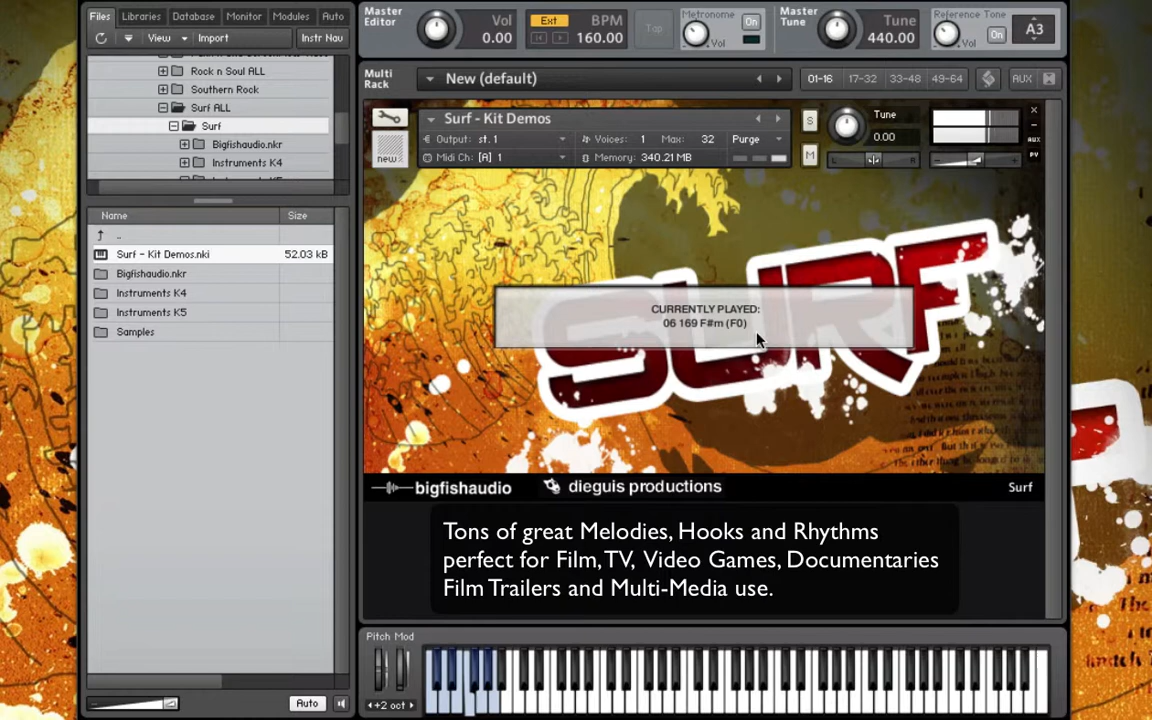 Files
Libraries
Database
Monitor
Modules
Auto
View
Import
Instr Nav
Rock n Soul ALL
Southern Rock
Surf ALL
Surf
Bigfishaudio.nkr
Instruments K4
Name
Size
..
Surf - Kit Demos.nki
52.03 kB
Bigfishaudio.nkr
Instruments K4
Instruments K5
Samples
Auto
Master
Editor
Vol
0.00
Ext
BPM
160.00
Tap
Metronome
On
Vol
Master
Tune
Tune
440.00
Reference Tone
On
Vol
A3
Multi
Rack
New (default)
01-16
17-32
33-48
49-64
AUX
new
Surf - Kit Demos
Output: st. 1
Voices: 1
Max: 32
Purge
Midi Ch: [A] 1
Memory: 340.21 MB
S
M
Tune
0.00
L
R
AUX
PV
SURF
CURRENTLY PLAYED:
06 169 F#m (F0)
bigfishaudio
dieguis productions
Surf
Tons of great Melodies, Hooks and Rhythms
perfect for Film, TV, Video Games, Documentaries
Film Trailers and Multi-Media use.
Pitch Mod
+2 oct